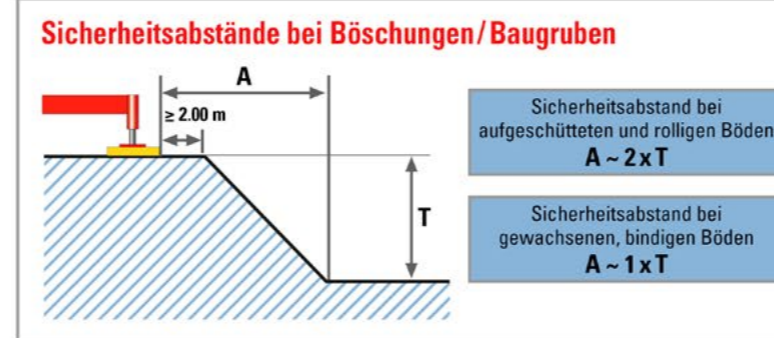 Sicherheitsabstände bei Böschungen/Baugruben
A
≥ 2.00 m
T
Sicherheitsabstand bei
aufgeschütteten und rolligen Böden
A ~ 2 x T
Sicherheitsabstand bei
gewachsenen, bindigen Böden
A ~ 1 x T